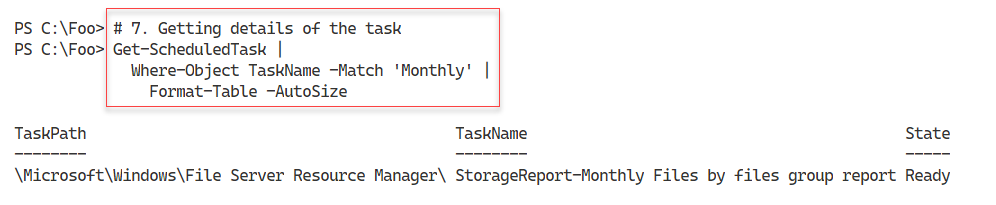 PS C:\Foo> # 7. Getting details of the task
PS C:\Foo> Get-ScheduledTask |
Where-Object TaskName -Match 'Monthly' |
Format-Table -AutoSize
TaskPath TaskName State
-------- -------- -----
\Microsoft\Windows\File Server Resource Manager\ StorageReport-Monthly Files by files group report Ready